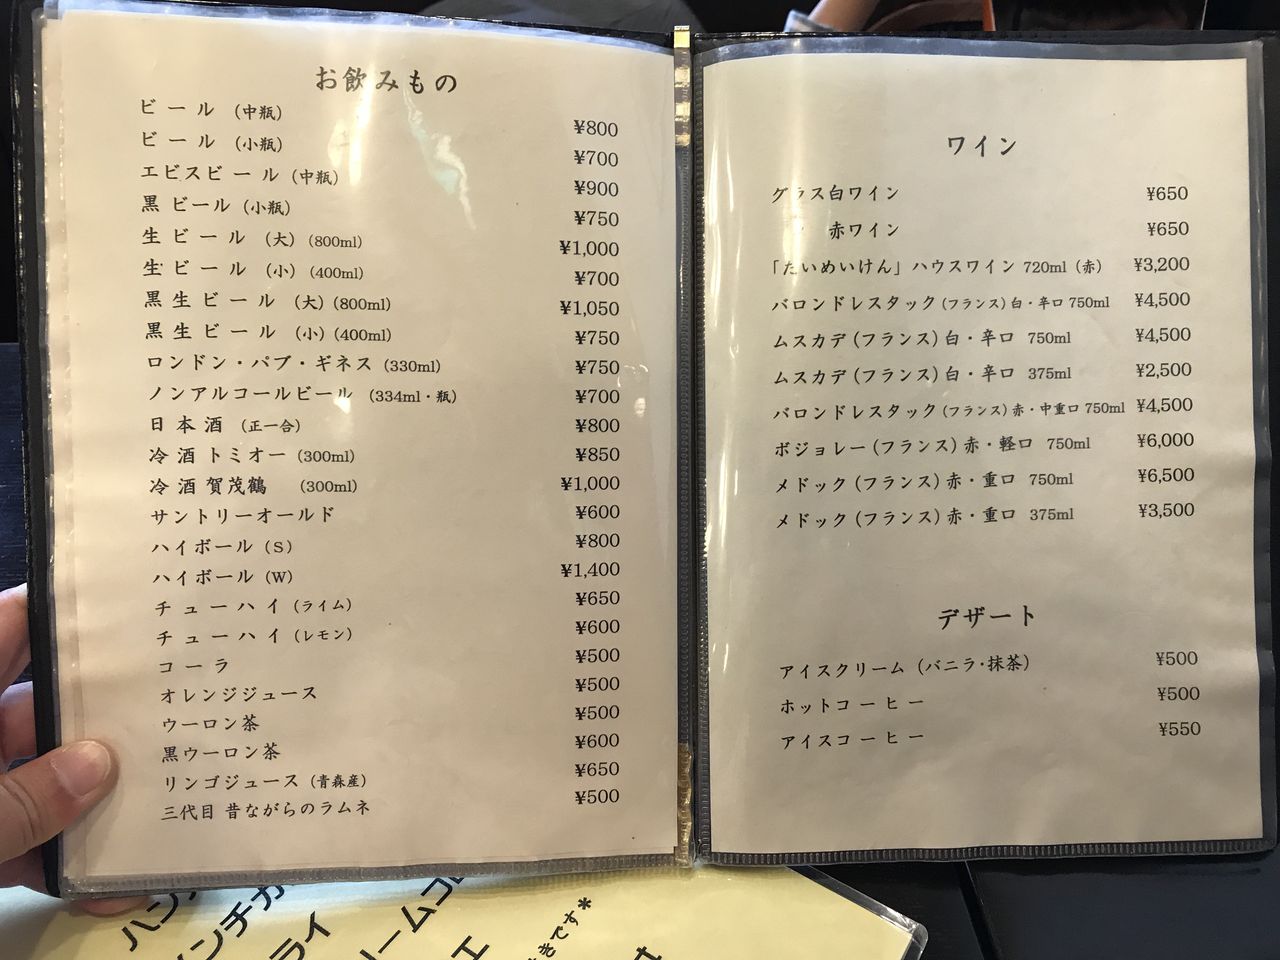 お飲みもの
ビール (中瓶) ¥800
ビール (小瓶) ¥700
エビスビール (中瓶) ¥900
黒ビール (小瓶) ¥750
生ビール (大) (800ml) ¥1,000
生ビール (小) (400ml) ¥700
黒生ビール (大) (800ml) ¥1,050
黒生ビール (小) (400ml) ¥750
ロンドン・パブ・ギネス (330ml) ¥750
ノンアルコールビール (334ml・瓶) ¥700
日本酒 (正一合) ¥800
冷酒 トミオー (300ml) ¥850
冷酒 賀茂鶴 (300ml) ¥1,000
サントリーオールド ¥600
ハイボール (S) ¥800
ハイボール (W) ¥1,400
チューハイ (ライム) ¥650
チューハイ (レモン) ¥600
コーラ ¥500
オレンジジュース ¥500
ウーロン茶 ¥500
黒ウーロン茶 ¥600
リンゴジュース (青森産) ¥650
三代目 昔ながらのラムネ ¥500
ワイン
グラス白ワイン ¥650
赤ワイン ¥650
「たいめいけん」ハウスワイン 720ml (赤) ¥3,200
バロンドレスタック (フランス) 白・辛口 750ml ¥4,500
ムスカデ (フランス) 白・辛口 750ml ¥4,500
ムスカデ (フランス) 白・辛口 375ml ¥2,500
バロンドレスタック (フランス) 赤・中重口 750ml ¥4,500
ボジョレー (フランス) 赤・軽口 750ml ¥6,000
メドック (フランス) 赤・重口 750ml ¥6,500
メドック (フランス) 赤・重口 375ml ¥3,500
デザート
アイスクリーム (バニラ・抹茶) ¥500
ホットコーヒー ¥500
アイスコーヒー ¥550